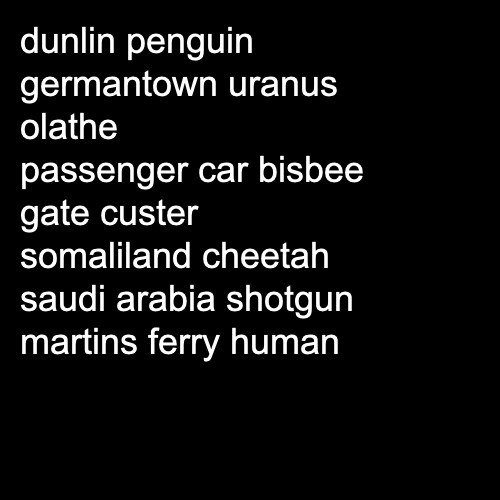 dunlin penguin
germantown uranus
olathe
passenger car bisbee
gate custer
somaliland cheetah
saudi arabia shotgun
martins ferry human